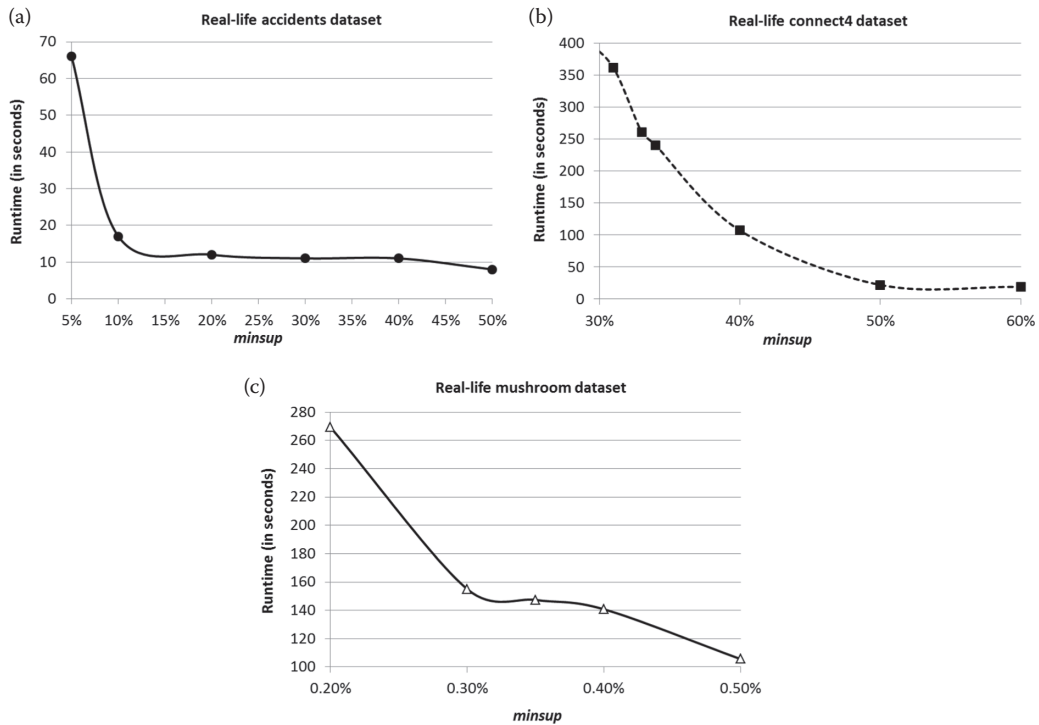 (a)
Real-life accidents dataset
70
60
50
40
30
20
10
0
Runtime (in seconds)
5% 10% 15% 20% 25% 30% 35% 40% 45% 50%
minsup
(b)
Real-life connect4 dataset
400
350
300
250
200
150
100
50
0
Runtime (in seconds)
30% 40% 50% 60%
minsup
(c)
Real-life mushroom dataset
280
260
240
220
200
180
160
140
120
100
Runtime (in seconds)
0.20% 0.30% 0.40% 0.50%
minsup